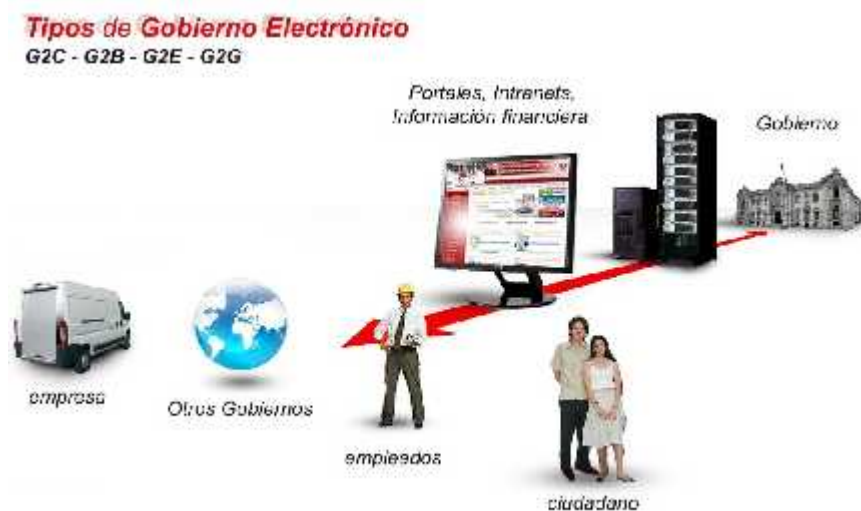 Tipos de Gobierno Electrónico
G2C - G2B - G2E - G2G
Portales, Intranets,
Información financiera
Gobierno
empresa
Otros Gobiernos
empleados
ciudadano